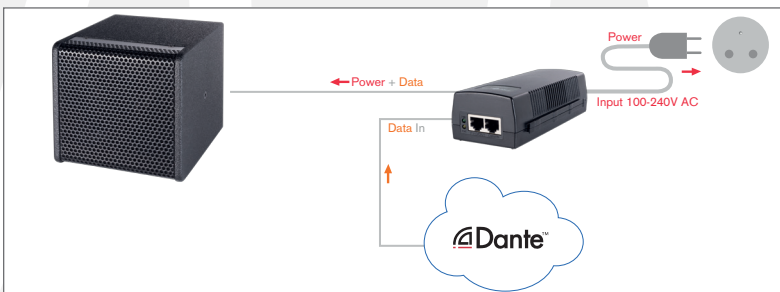 Power
Power + Data
Input 100-240V AC
Data In
Dante™